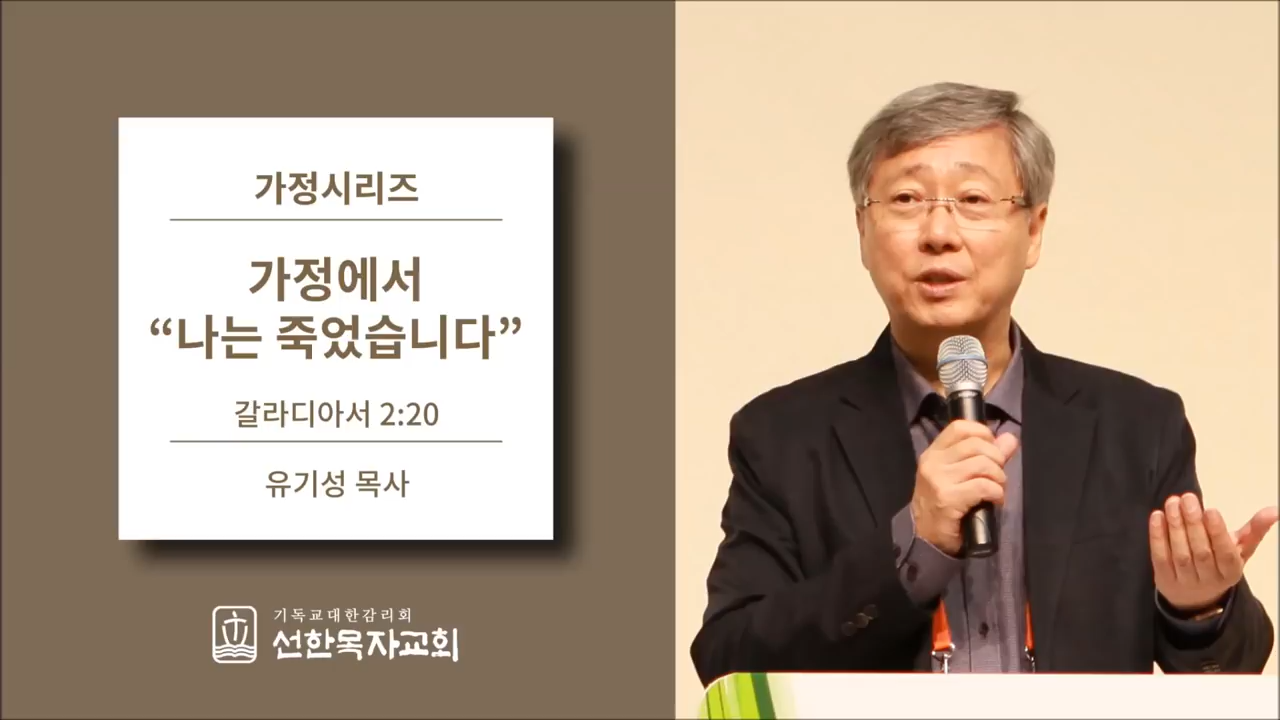 가정시리즈
가정에서
“나는 죽었습니다”
갈라디아서 2:20
유기성 목사
기독교대한감리회
선한목자교회